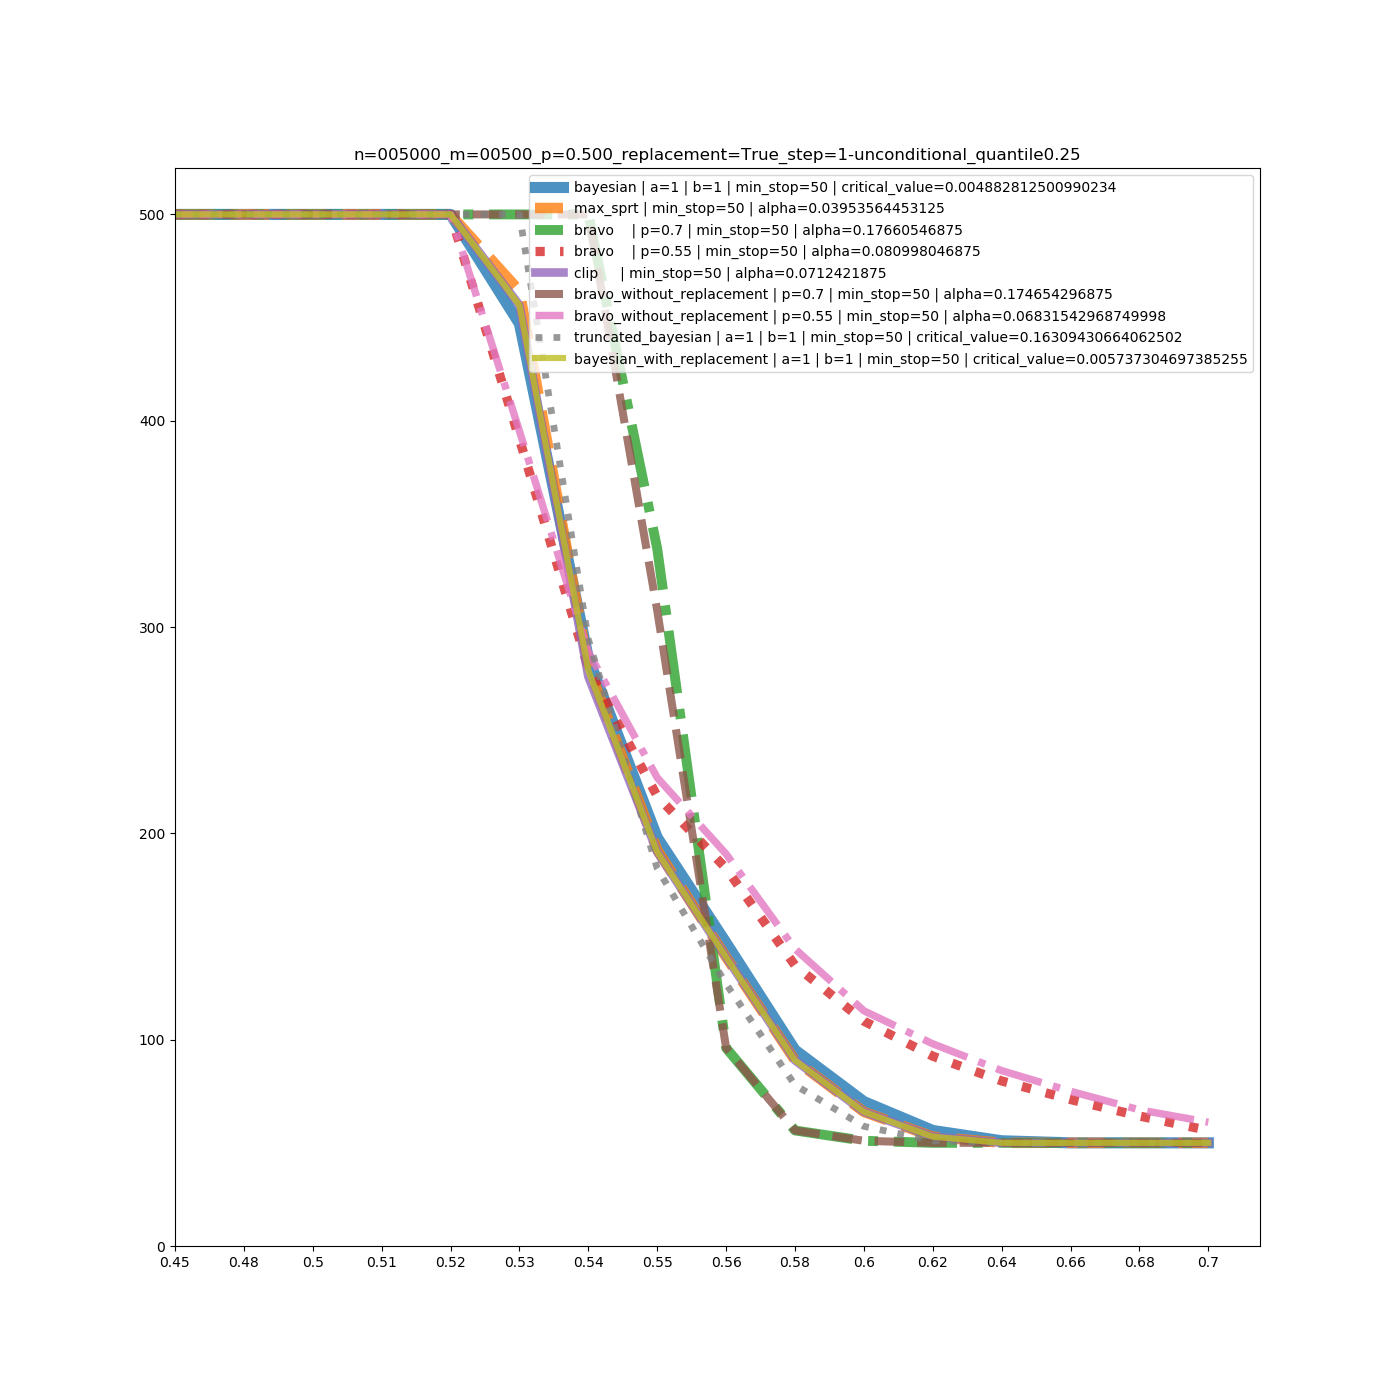 n=005000_m=00500_p=0.500_replacement=True_step=1-unconditional_quantile0.25
bayesian | a=1 | b=1 | min_stop=50 | critical_value=0.004882812500990234
max_sprt | min_stop=50 | alpha=0.03953564453125
bravo | p=0.7 | min_stop=50 | alpha=0.17660546875
bravo | p=0.55 | min_stop=50 | alpha=0.080998046875
clip | min_stop=50 | alpha=0.0712421875
bravo_without_replacement | p=0.7 | min_stop=50 | alpha=0.174654296875
bravo_without_replacement | p=0.55 | min_stop=50 | alpha=0.06831542968749998
truncated_bayesian | a=1 | b=1 | min_stop=50 | critical_value=0.16309430664062502
bayesian_with_replacement | a=1 | b=1 | min_stop=50 | critical_value=0.005737304697385255
500
400
300
200
100
0
0.45 0.48 0.5 0.51 0.52 0.53 0.54 0.55 0.56 0.58 0.6 0.62 0.64 0.66 0.68 0.7